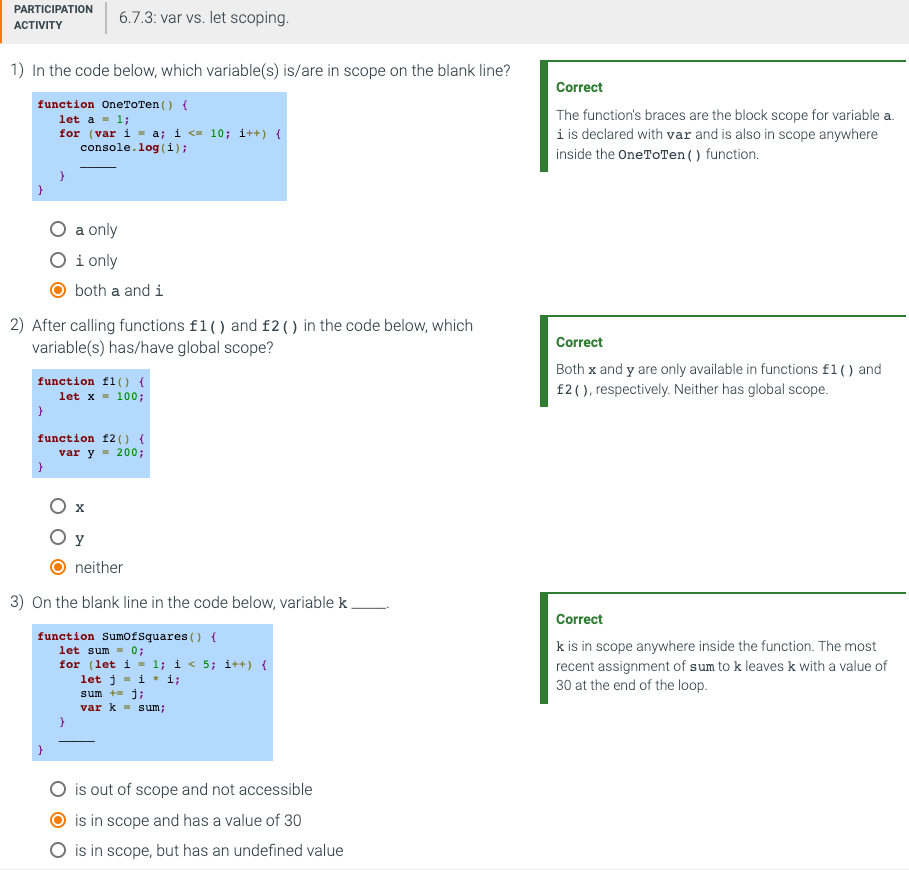 PARTICIPATION
ACTIVITY
6.7.3: var vs. let scoping.
1) In the code below, which variable(s) is/are in scope on the blank line?
function OneToTen() {
   let a = 1;
   for (var i = a; i <= 10; i++) {
      console.log(i);
      _____
   }
}
a only
i only
both a and i
Correct
The function's braces are the block scope for variable a.
i is declared with var and is also in scope anywhere
inside the OneToTen() function.
2) After calling functions f1() and f2() in the code below, which
variable(s) has/have global scope?
function f1() {
   let x = 100;
}
function f2() {
   var y = 200;
}
x
y
neither
Correct
Both x and y are only available in functions f1() and
f2(), respectively. Neither has global scope.
3) On the blank line in the code below, variable k ____.
function SumOfSquares() {
   let sum = 0;
   for (let i = 1; i < 5; i++) {
      let j = i * i;
      sum += j;
      var k = sum;
   }
   _____
}
is out of scope and not accessible
is in scope and has a value of 30
is in scope, but has an undefined value
Correct
k is in scope anywhere inside the function. The most
recent assignment of sum to k leaves k with a value of
30 at the end of the loop.